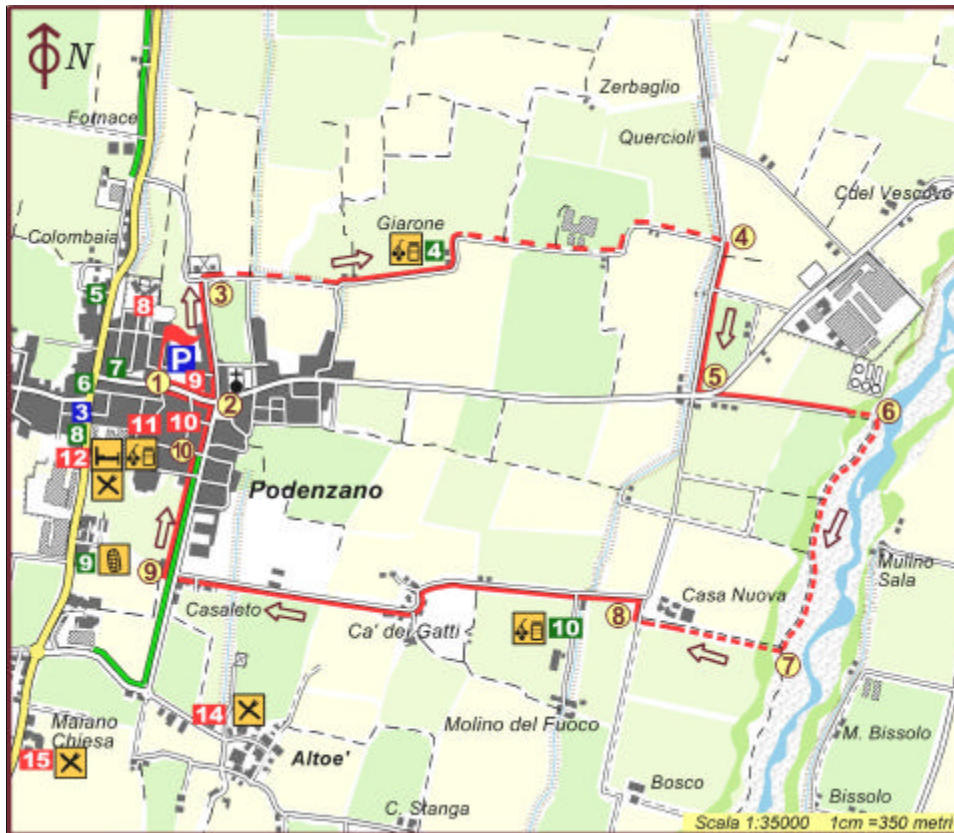 N
Zerbaglio
Fornace
Quercioli
Cdel Vescovo
Giarone
4
4
Colombaia
3
5
8
P
7
9
5
6
1
2
6
3
11
10
8
10
12
Podenzano
9
9
Mulino
Sala
Casa Nuova
Casaleto
Ca' dei Gatti
10
8
7
14
Molino del Fuoco
Maiano
Chiesa
15
Altoe'
M. Bissolo
Bosco
Bissolo
C. Stanga
Scala 1:35000 1cm =350 metri